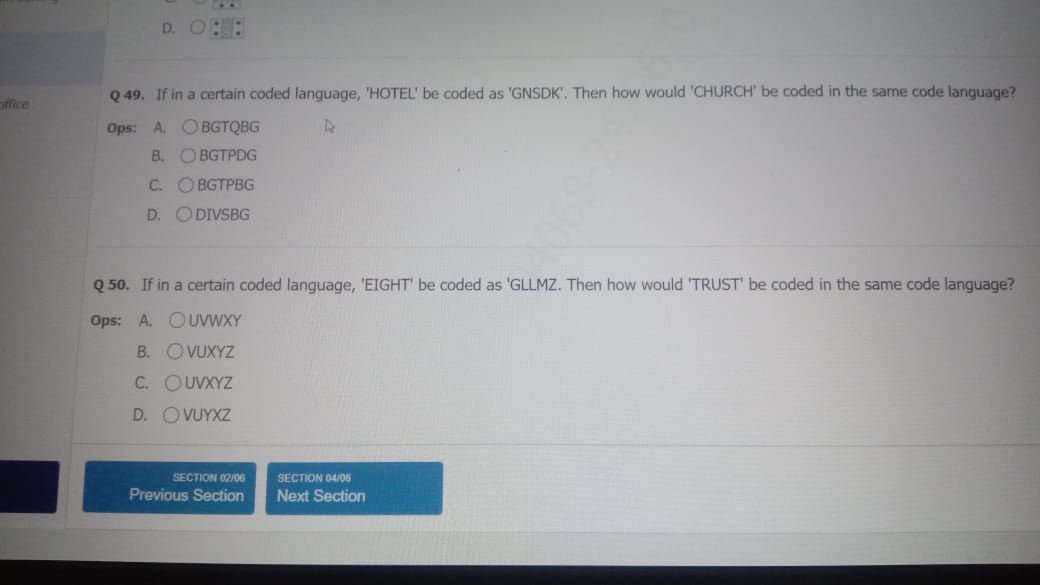 D.
office
Q 49. If in a certain coded language, 'HOTEL' be coded as 'GNSDK'. Then how would 'CHURCH' be coded in the same code language?
Ops: A. BGTQBG
B. BGTPDG
C. BGTPBG
D. DIVSBG
Q 50. If in a certain coded language, 'EIGHT' be coded as 'GLLMZ. Then how would 'TRUST' be coded in the same code language?
Ops: A. UVWXY
B. VUXYZ
C. UVXYZ
D. VUYXZ
SECTION 02/06 SECTION 04/06
Previous Section Next Section